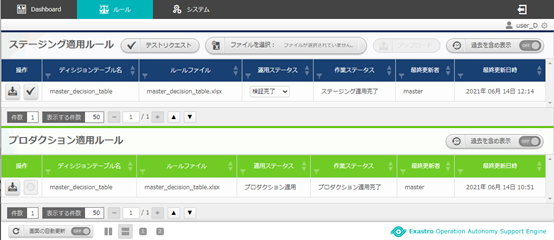 Dashboard ルール システム
user_D
ステージング適用ルール テストリクエスト ファイルを選択: ファイルが選択されていません。 アップロード 過去を含め表示 OFF
操作 ディシジョンテーブル名 ルールファイル 運用ステータス 作業ステータス 最終更新者 最終更新日時
master_decision_table master_decision_table.xlsx 検証完了 ステージング適用完了 master 2021年 06月 14日 12:14
件数 1 表示する件数 50 1 / 1
プロダクション適用ルール 過去を含め表示 OFF
操作 ディシジョンテーブル名 ルールファイル 運用ステータス 作業ステータス 最終更新者 最終更新日時
master_decision_table master_decision_table.xlsx プロダクション適用 プロダクション適用完了 master 2021年 06月 14日 10:51
件数 1 表示する件数 50 1 / 1
画面の自動更新 OFF 1 2 Exastro Operation Autonomy Support Engine